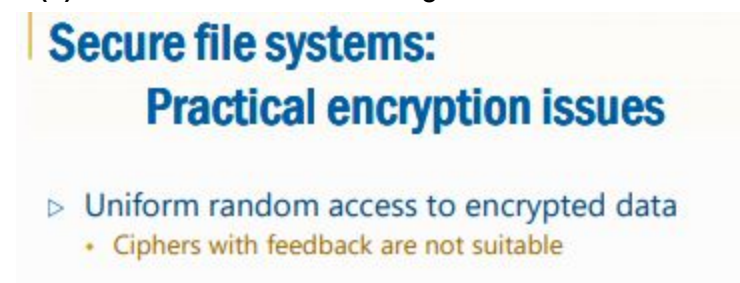 Secure file systems:
Practical encryption issues
▷ Uniform random access to encrypted data
• Ciphers with feedback are not suitable